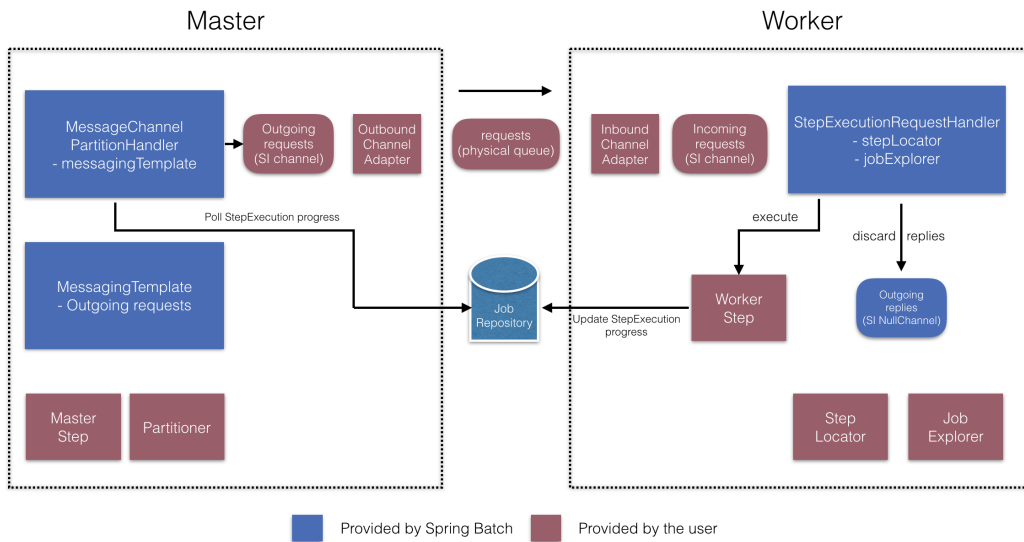 Master
Worker
MessageChannel
PartitionHandler
- messagingTemplate
Outgoing
requests
(SI channel)
Outbound
Channel
Adapter
requests
(physical queue)
Inbound
Channel
Adapter
Incoming
requests
(SI channel)
StepExecutionRequestHandler
- stepLocator
- jobExplorer
Poll StepExecution progress
execute
discard replies
MessagingTemplate
- Outgoing requests
Job
Repository
Update StepExecution
progress
Worker
Step
Outgoing
replies
(SI NullChannel)
Master
Step
Partitioner
Step
Locator
Job
Explorer
Provided by Spring Batch
Provided by the user